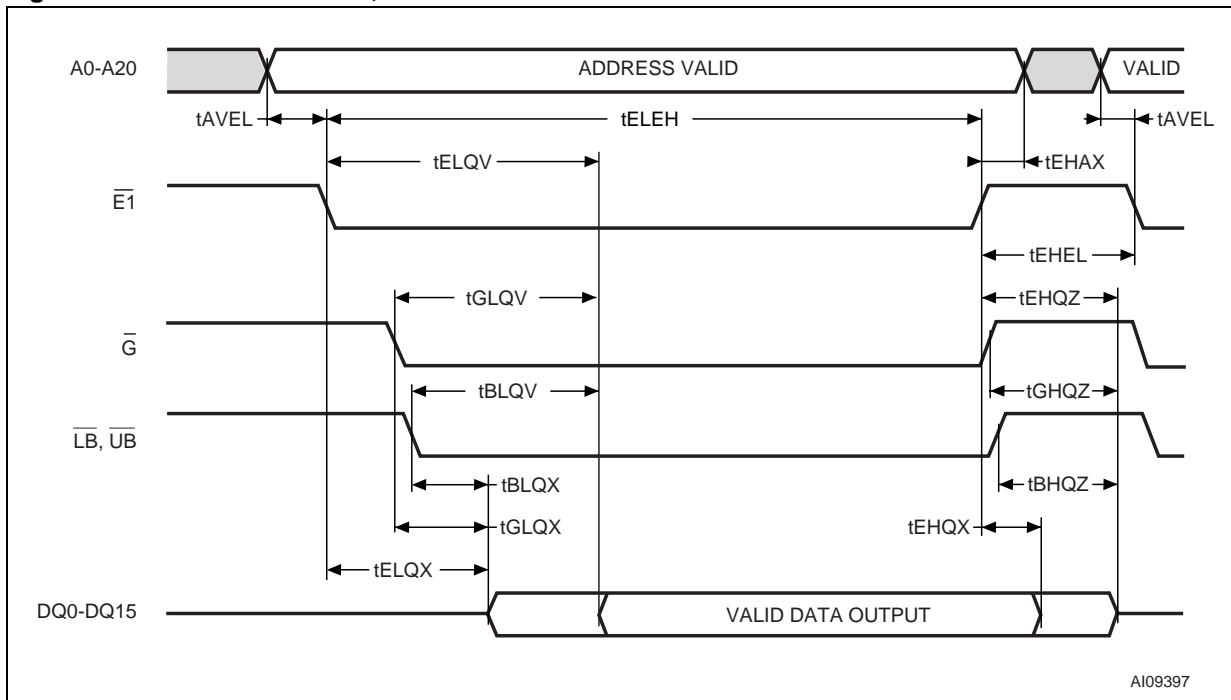 A0-A20
ADDRESS VALID
VALID
tAVEL
tELEH
tAVEL
tELQV
tEHAX
E1
tEHEL
tGLQV
tEHQZ
G
tBLQV
tGHQZ
LB, UB
tBLQX
tBHQZ
tGLQX
tEHQX
tELQX
DQ0-DQ15
VALID DATA OUTPUT
AI09397